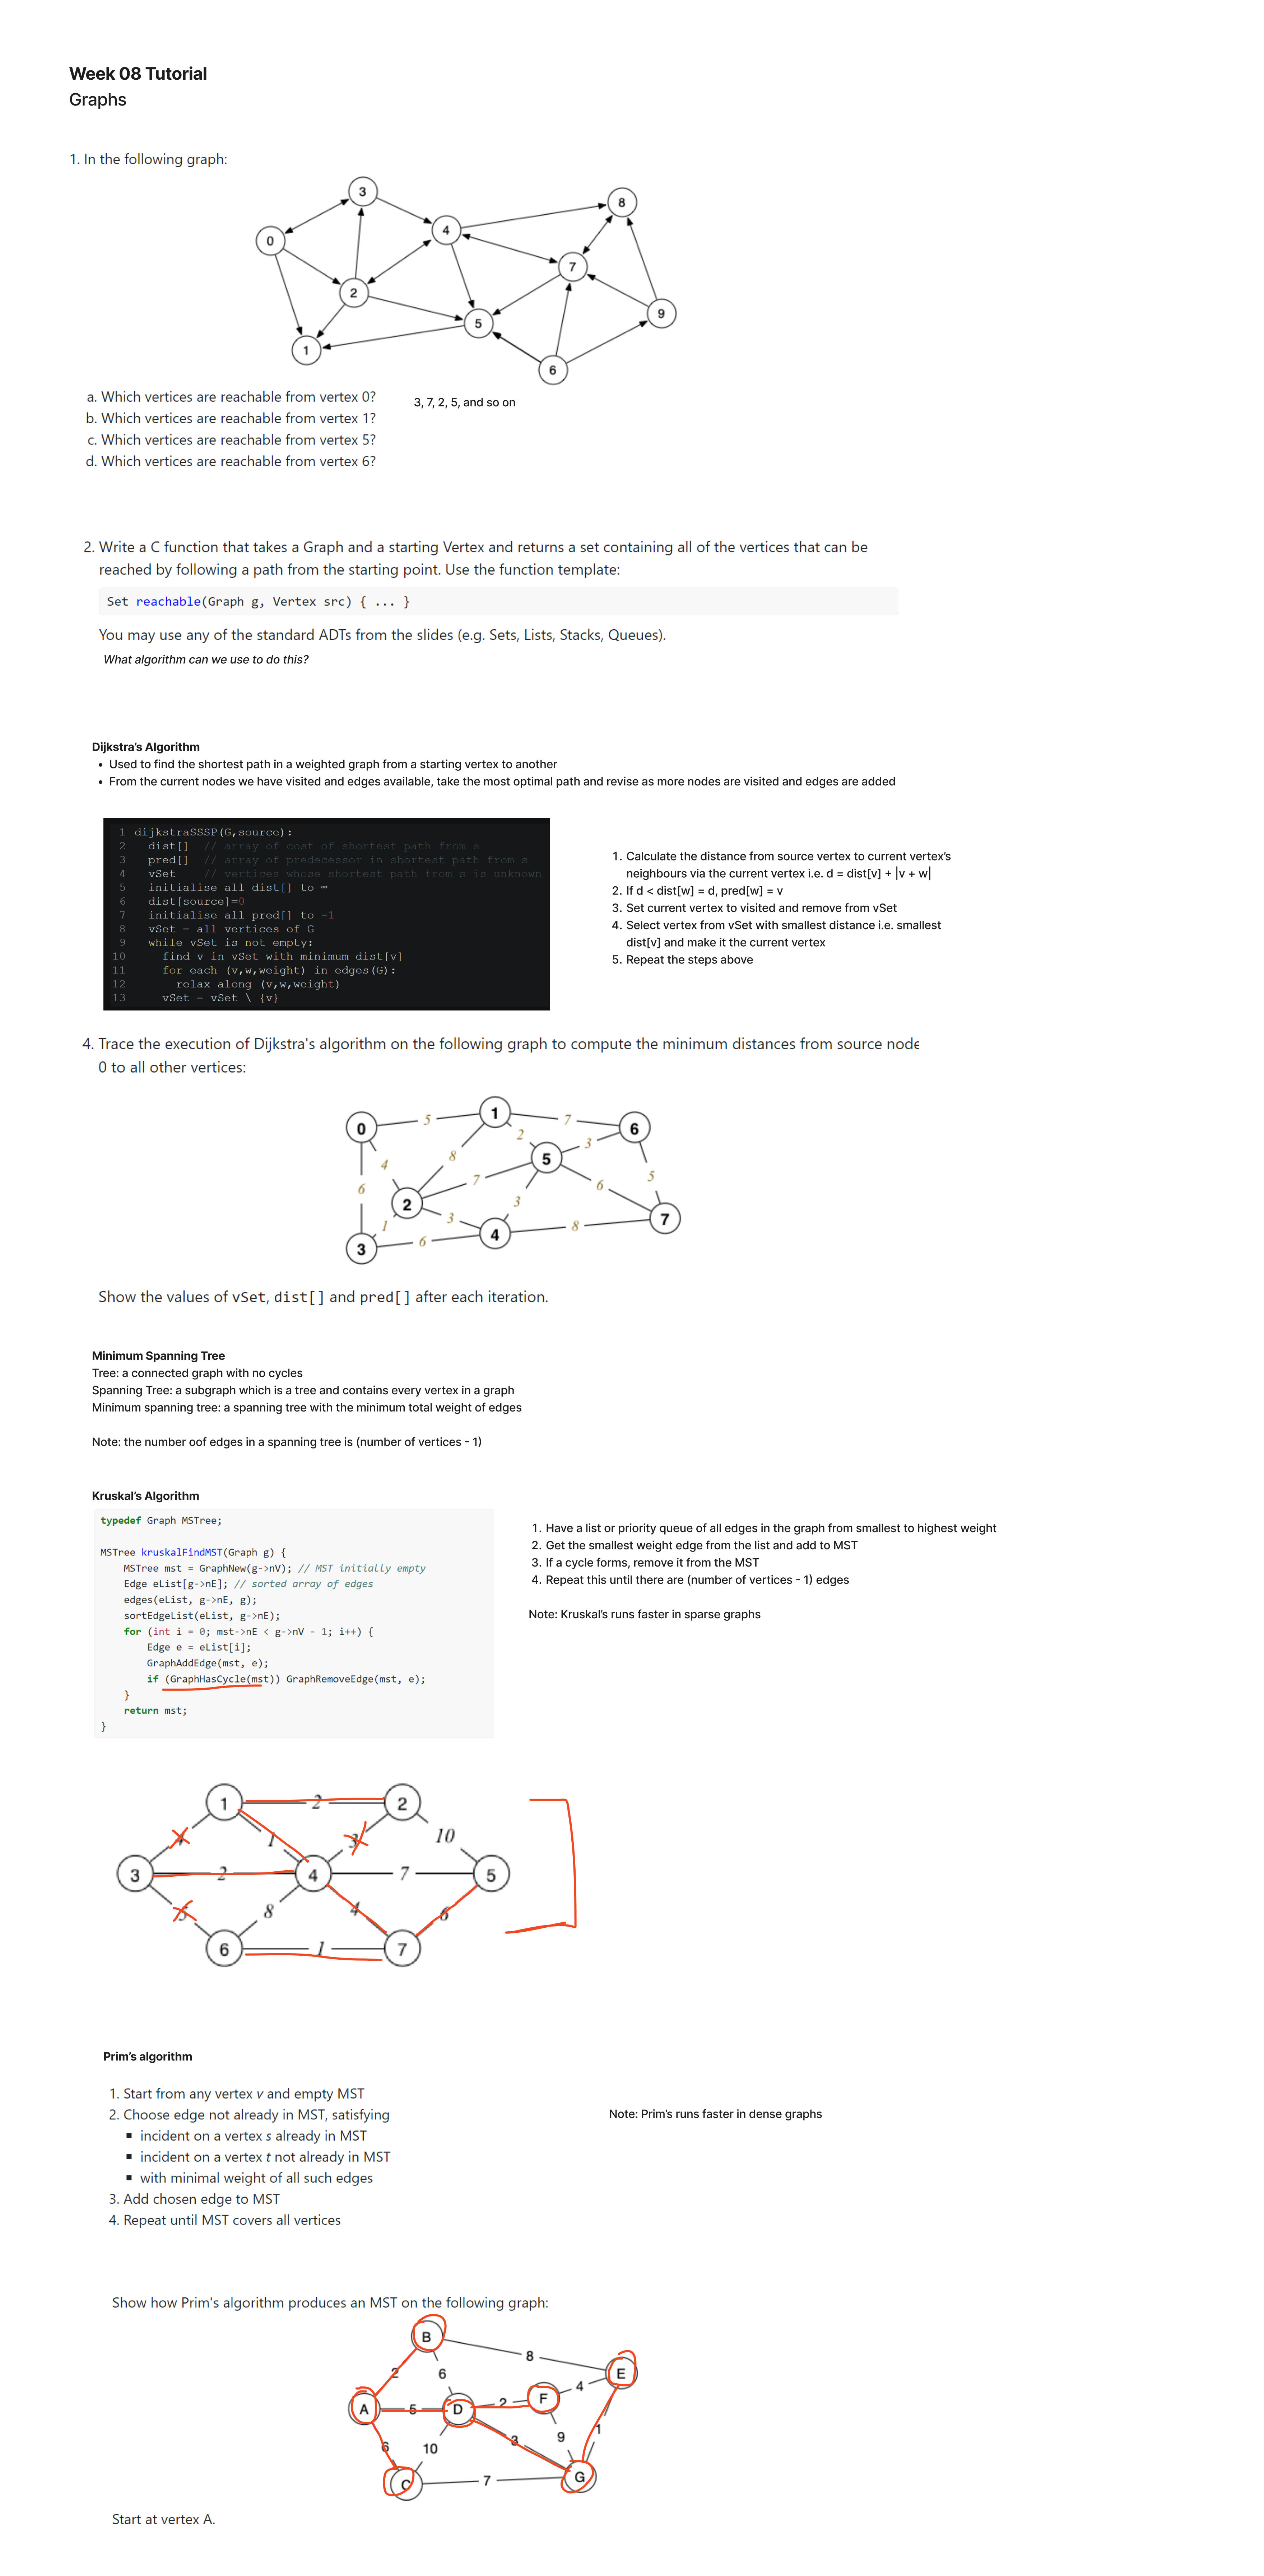 Week 08 Tutorial
Graphs
1. In the following graph:
3
8
4
0
7
2
9
5
1
6
a. Which vertices are reachable from vertex 0?
3, 7, 2, 5, and so on
b. Which vertices are reachable from vertex 1?
c. Which vertices are reachable from vertex 5?
d. Which vertices are reachable from vertex 6?
2. Write a C function that takes a Graph and a starting Vertex and returns a set containing all of the vertices that can be
reached by following a path from the starting point. Use the function template:
Set reachable(Graph g, Vertex src) { ... }
You may use any of the standard ADTs from the slides (e.g. Sets, Lists, Stacks, Queues).
What algorithm can we use to do this?
Dijkstra's Algorithm
• Used to find the shortest path in a weighted graph from a starting vertex to another
• From the current nodes we have visited and edges available, take the most optimal path and revise as more nodes are visited and edges are added
1 dijkstraSSSP(G,source):
2 dist[] // array of cost of shortest path from s
3 pred[] // array of predecessor in shortest path from s
4 vSet // vertices whose shortest path from s is unknown
5 initialise all dist[] to ∞
6 dist[source]=0
7 initialise all pred[] to -1
8 vSet = all vertices of G
9 while vSet is not empty:
10 find v in vSet with minimum dist[v]
11 for each (v,w,weight) in edges(G):
12 relax along (v,w,weight)
13 vSet = vSet \ {v}
1. Calculate the distance from source vertex to current vertex's
neighbours via the current vertex i.e. d = dist[v] + |v + w|
2. If d < dist[w] = d, pred[w] = v
3. Set current vertex to visited and remove from vSet
4. Select vertex from vSet with smallest distance i.e. smallest
dist[v] and make it the current vertex
5. Repeat the steps above
4. Trace the execution of Dijkstra's algorithm on the following graph to compute the minimum distances from source node
0 to all other vertices:
1
0 5 7 6
2
3
8 5
4
7 6 5
6
2
3 7
1 3 4 8
3 6
Show the values of vSet, dist[] and pred[] after each iteration.
Minimum Spanning Tree
Tree: a connected graph with no cycles
Spanning Tree: a subgraph which is a tree and contains every vertex in a graph
Minimum spanning tree: a spanning tree with the minimum total weight of edges
Note: the number oof edges in a spanning tree is (number of vertices - 1)
Kruskal's Algorithm
typedef Graph MSTree;
MSTree kruskalFindMST(Graph g) {
MSTree mst = GraphNew(g->nV); // MST initially empty
Edge eList[g->nE]; // sorted array of edges
edges(eList, g->nE, g);
sortEdgeList(eList, g->nE);
for (int i = 0; mst->nE < g->nV - 1; i++) {
Edge e = eList[i];
GraphAddEdge(mst, e);
if (GraphHasCycle(mst)) GraphRemoveEdge(mst, e);
}
return mst;
}
1. Have a list or priority queue of all edges in the graph from smallest to highest weight
2. Get the smallest weight edge from the list and add to MST
3. If a cycle forms, remove it from the MST
4. Repeat this until there are (number of vertices - 1) edges
Note: Kruskal's runs faster in sparse graphs
1 2 2
4 1 3 10
3 2 4 7 5
5 8 4 6
6 1 7
Prim's algorithm
1. Start from any vertex v and empty MST
2. Choose edge not already in MST, satisfying
▪ incident on a vertex s already in MST
▪ incident on a vertex t not already in MST
▪ with minimal weight of all such edges
3. Add chosen edge to MST
4. Repeat until MST covers all vertices
Note: Prim's runs faster in dense graphs
Show how Prim's algorithm produces an MST on the following graph:
B
8
2 6 E
4
A 5 D 2 F
6 10 3 9 1
C 7 G
Start at vertex A.